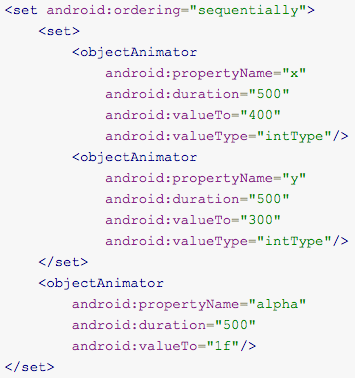 <set android:ordering="sequentially">
    <set>
        <objectAnimator
            android:propertyName="x"
            android:duration="500"
            android:valueTo="400"
            android:valueType="intType"/>
        <objectAnimator
            android:propertyName="y"
            android:duration="500"
            android:valueTo="300"
            android:valueType="intType"/>
    </set>
    <objectAnimator
        android:propertyName="alpha"
        android:duration="500"
        android:valueTo="1f"/>
</set>